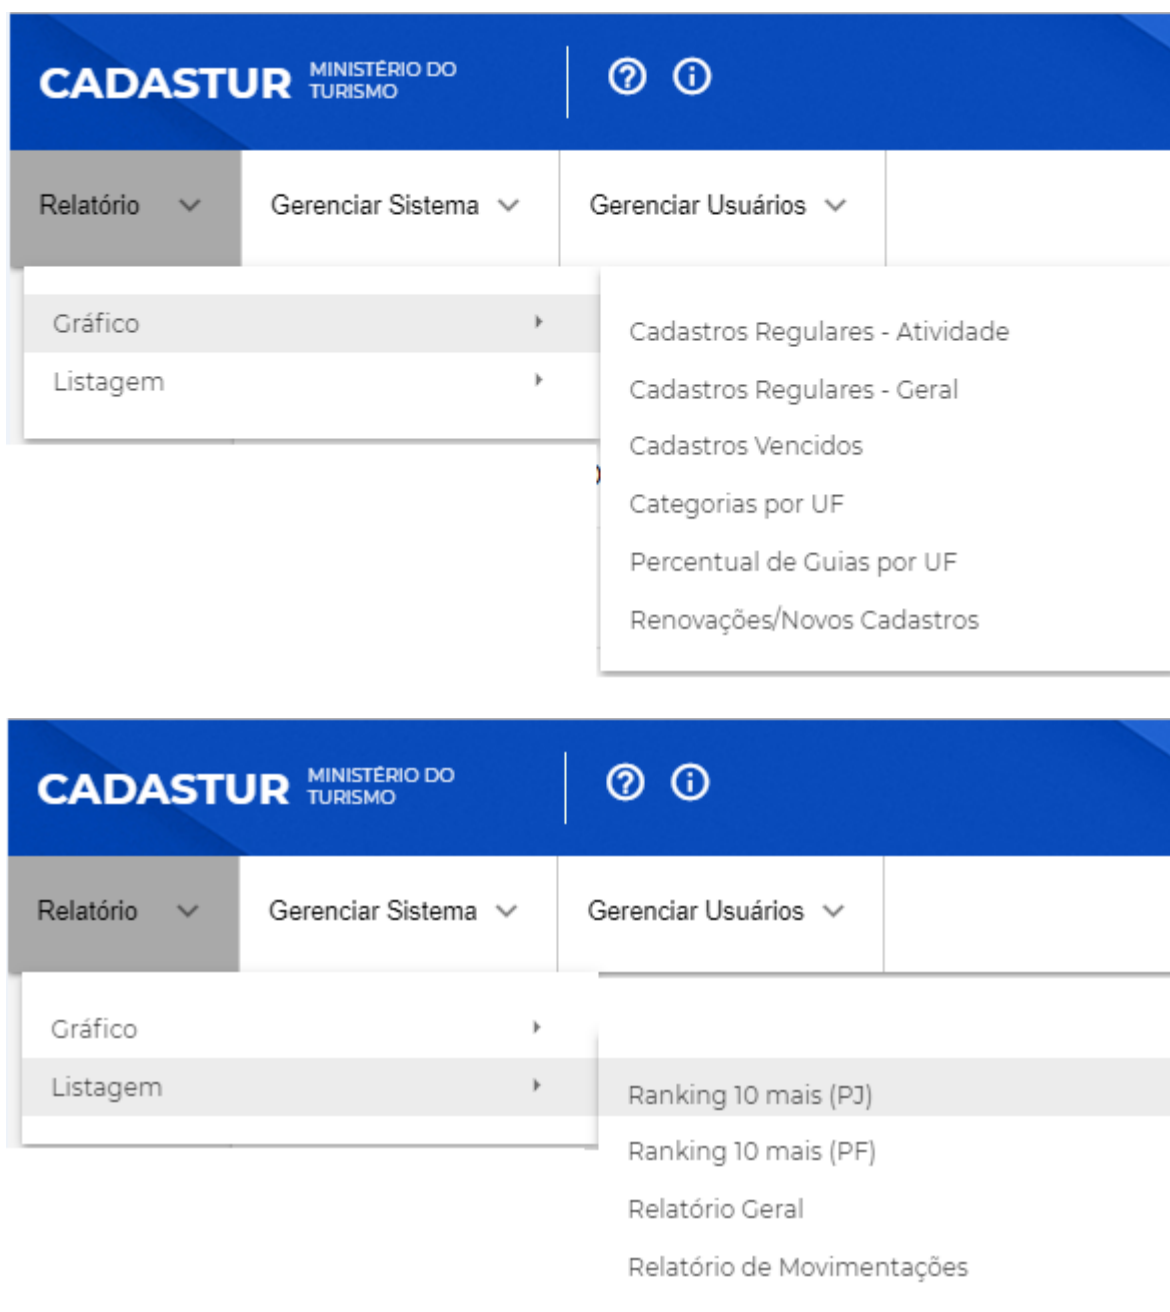 CADASTUR MINISTÉRIO DO
TURISMO
Relatório Gerenciar Sistema Gerenciar Usuários
Gráfico
Listagem
Cadastros Regulares - Atividade
Cadastros Regulares - Geral
Cadastros Vencidos
Categorias por UF
Percentual de Guias por UF
Renovações/Novos Cadastros
CADASTUR MINISTÉRIO DO
TURISMO
Relatório Gerenciar Sistema Gerenciar Usuários
Gráfico
Listagem
Ranking 10 mais (PJ)
Ranking 10 mais (PF)
Relatório Geral
Relatório de Movimentações